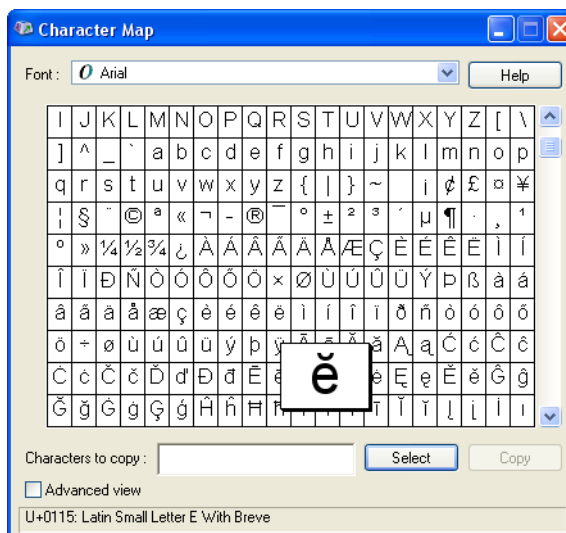 Character Map
Font : O Arial Help
I J K L M N O P Q R S T U V W X Y Z [ \
] ^ _ ` a b c d e f g h i j k l m n o p
q r s t u v w x y z { | } ~ ¡ ¢ £ ¤ ¥
¦ § ¨ © ª « ¬ - ® ¯ ° ± ² ³ ´ µ ¶ · ¸ ¹
º » ¼ ½ ¾ ¿ À Á Â Ã Ä Å Æ Ç È É Ê Ë Ì Í
Î Ï Ð Ñ Ò Ó Ô Õ Ö × Ø Ù Ú Û Ü Ý Þ ß à á
â ã ä å æ ç è é ê ë ì í î ï ð ñ ò ó ô õ
ö ÷ ø ù ú û ü ý þ ÿ Ā ā Ă ă Ą ą Ć ć Ĉ ĉ
Ċ ċ Č č Ď ď Đ đ Ē ĕ ė Ę ę Ě ě Ĝ ĝ
Ğ ğ Ġ ġ Ģ ģ Ĥ ĥ Ħ ī Ĭ ĭ Į į İ ı
Characters to copy : Select Copy
Advanced view
U+0115: Latin Small Letter E With Breve